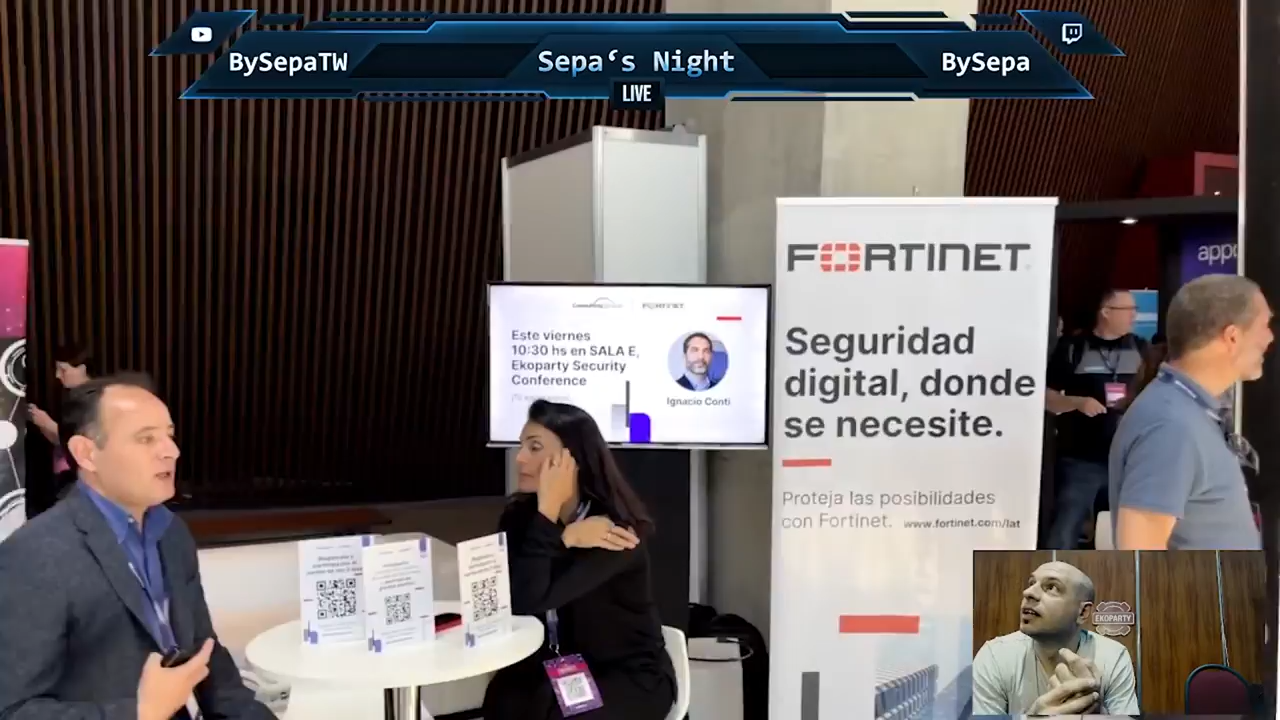 BySepaTW
Sepa's Night
BySepa
LIVE
FORTINET
Seguridad
digital, donde
se necesite.
Proteja las posibilidades
con Fortinet. www.fortinet.com/lat
FORTINET
Este viernes
10:30 hs en SALA E,
Ekoparty Security
Conference
Ignacio Conti
EKOPARTY